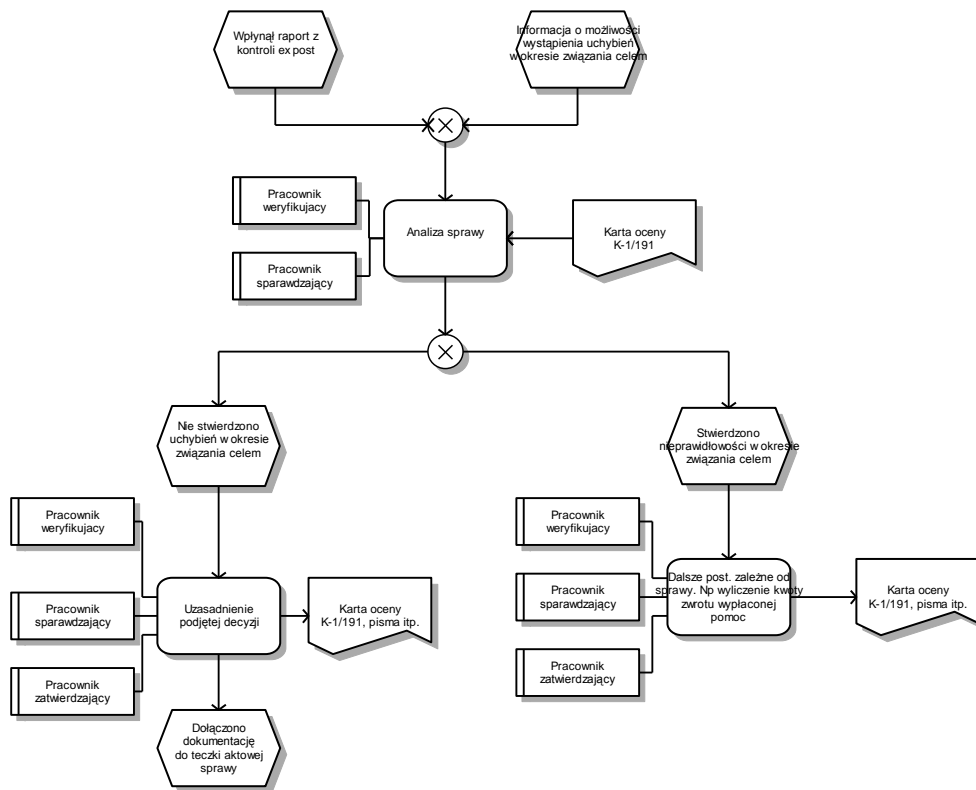 Wpłynął raport z
kontroli ex post
Informacja o możliwości
wystąpienia uchybień
w okresie związania celem
Pracownik
weryfikujacy
Analiza sprawy
Karta oceny
K-1/191
Pracownik
sparawdzający
Nie stwierdzono
uchybień w okresie
związania celem
Stwierdzono
nieprawidłowości w okresie
związania celem
Pracownik
weryfikujacy
Pracownik
weryfikujacy
Pracownik
sparawdzający
Uzasadnienie
podjętej decyzji
Karta oceny
K-1/191, pisma itp.
Pracownik
sparawdzający
Dalsze post. zależne od
sprawy. Np wyliczenie kwoty
zwrotu wypłaconej
pomoc
Karta oceny
K-1/191, pisma itp.
Pracownik
zatwierdzający
Pracownik
zatwierdzający
Dołączono
dokumentację
do teczki aktowej
sprawy